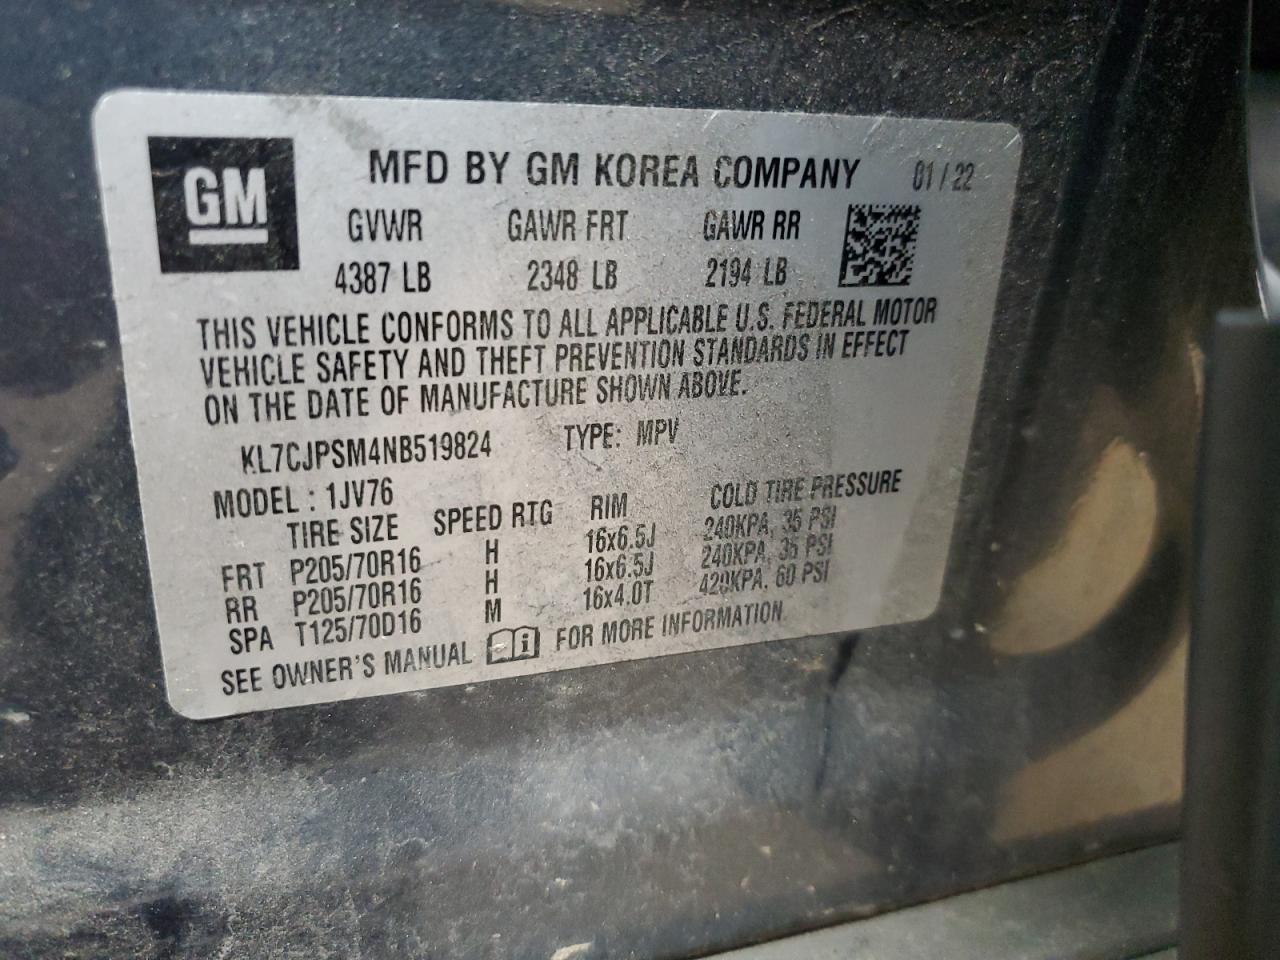 GM
MFD BY GM KOREA COMPANY 01/22
GVWR GAWR FRT GAWR RR
4387 LB 2348 LB 2194 LB
THIS VEHICLE CONFORMS TO ALL APPLICABLE U.S. FEDERAL MOTOR
VEHICLE SAFETY AND THEFT PREVENTION STANDARDS IN EFFECT
ON THE DATE OF MANUFACTURE SHOWN ABOVE.
KL7CJPSM4NB519824 TYPE: MPV
MODEL : 1JV76
TIRE SIZE SPEED RTG RIM COLD TIRE PRESSURE
FRT P205/70R16 H 16x6.5J 240KPA, 35 PSI
RR P205/70R16 H 16x6.5J 240KPA, 35 PSI
SPA T125/70D16 M 16x4.0T 420KPA, 60 PSI
SEE OWNER'S MANUAL i FOR MORE INFORMATION.